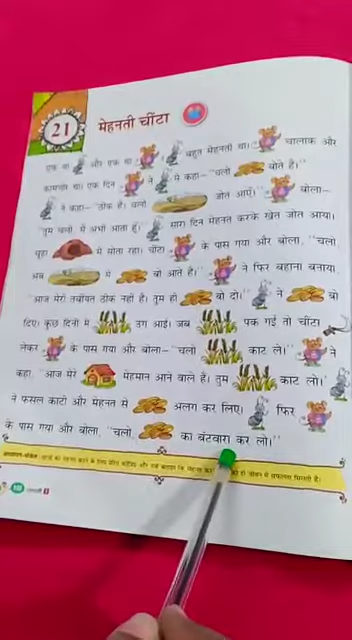 21
मेहनती चींटा
एक था और एक था बहुत मेहनती था। चालाक और
कामचोर था। एक दिन ने से कहा– "चलो बोते हैं।"
ने कहा– "ठीक है। चलो जोत आएँ।" बोला–
"तुम चलो मैं अभी आता हूँ।" सारा दिन मेहनत करके खेत जोत आया।
चूहा में सोता रहा। चींटा के पास गया और बोला, "चलो
अब में बो आते हैं।" ने फिर बहाना बनाया,
"आज मेरी तबीयत ठीक नहीं है। तुम ही बो दो।" ने बो
दिए। कुछ दिनों में उग आई। जब पक गई तो चींटा
लेकर के पास गया और बोला– "चलो काट लें।" ने
कहा, "आज मेरे मेहमान आने वाले हैं। तुम काट लो।"
ने फसल काटी और मेहनत से अलग कर लिए। फिर
के पास गया और बोला, "चलो, का बंटवारा कर लो।"